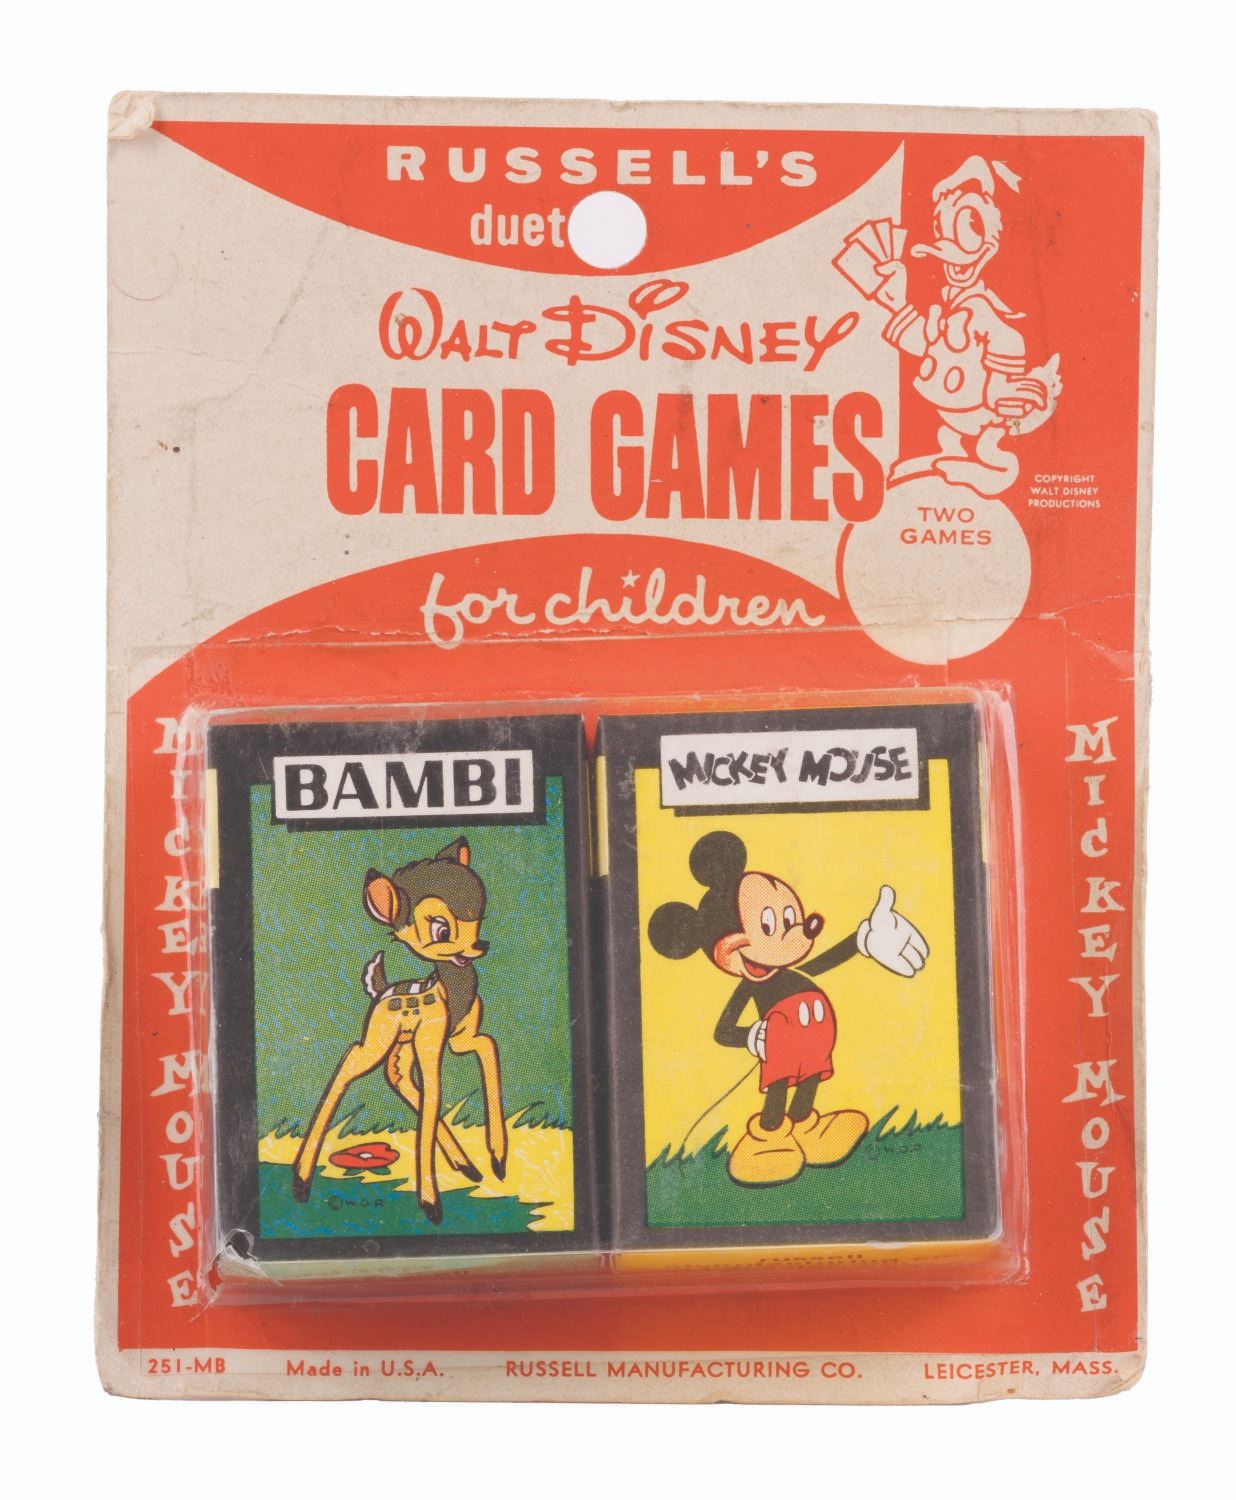 RUSSELL'S
duet
WALT DISNEY
CARD GAMES
for children
COPYRIGHT
WALT DISNEY
PRODUCTIONS
TWO
GAMES
MICKEY MOUSE
BAMBI
MICKEY MOUSE
MICKEY MOUSE
©W.D.P.
W.D.P.
russell
251-MB Made in U.S.A. RUSSELL MANUFACTURING CO. LEICESTER, MASS.